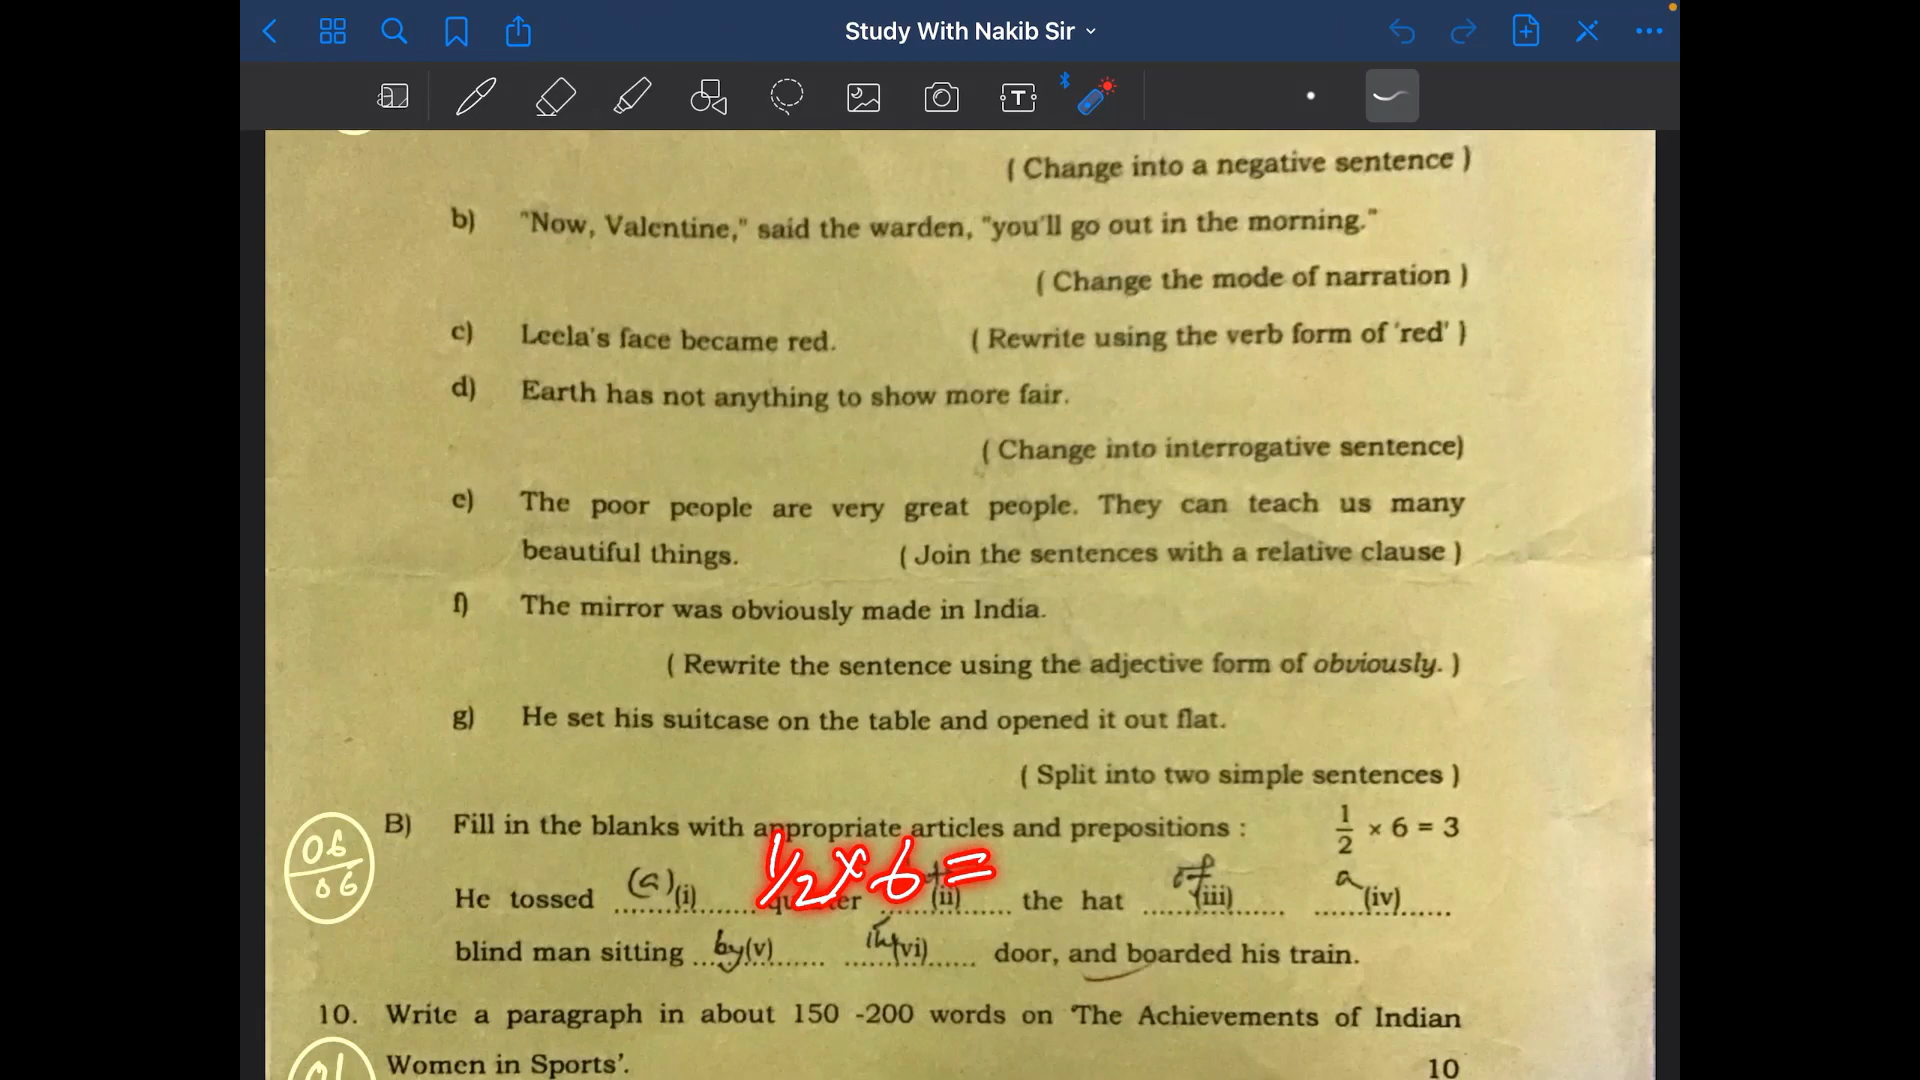 Study With Nakib Sir
( Change into a negative sentence )
b) "Now, Valentine," said the warden, "you'll go out in the morning."
( Change the mode of narration )
c) Leela's face became red. ( Rewrite using the verb form of 'red' )
d) Earth has not anything to show more fair.
( Change into interrogative sentence)
e) The poor people are very great people. They can teach us many
beautiful things. ( Join the sentences with a relative clause )
f) The mirror was obviously made in India.
( Rewrite the sentence using the adjective form of obviously. )
g) He set his suitcase on the table and opened it out flat.
( Split into two simple sentences )
06/06 B) Fill in the blanks with appropriate articles and prepositions : 1/2 × 6 = 3
1/2 × 6 =
(a) of a
He tossed ....(i).... quarter ....(ii).... the hat ....(iii).... ....(iv)....
by
blind man sitting ....(v).... ....(vi).... door, and boarded his train.
10. Write a paragraph in about 150 -200 words on 'The Achievements of Indian
Women in Sports'. 10